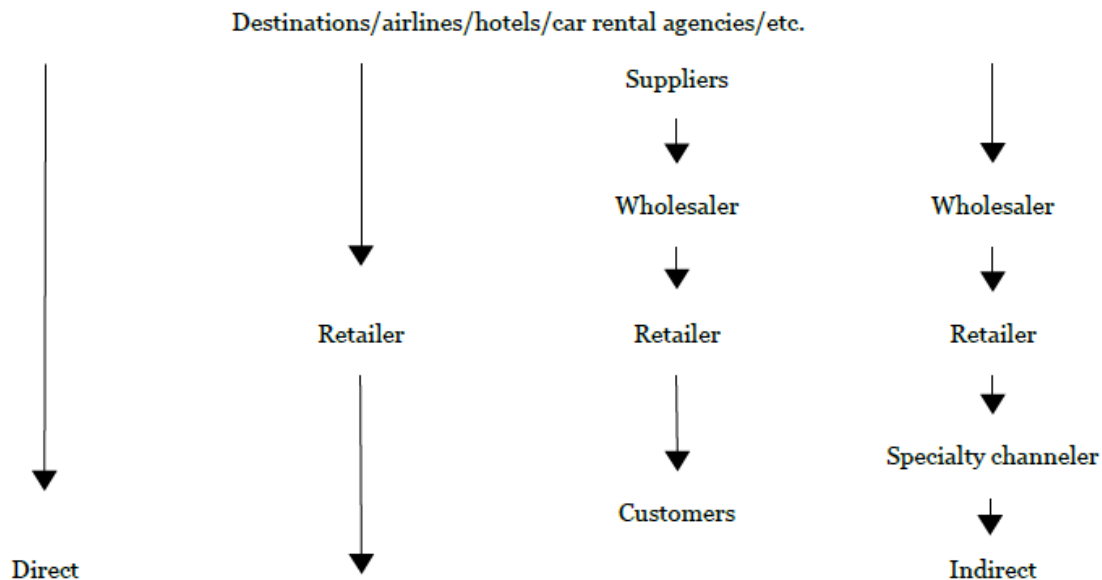 Destinations/airlines/hotels/car rental agencies/etc.
Suppliers
Wholesaler
Wholesaler
Retailer
Retailer
Retailer
Specialty channeler
Customers
Direct
Indirect